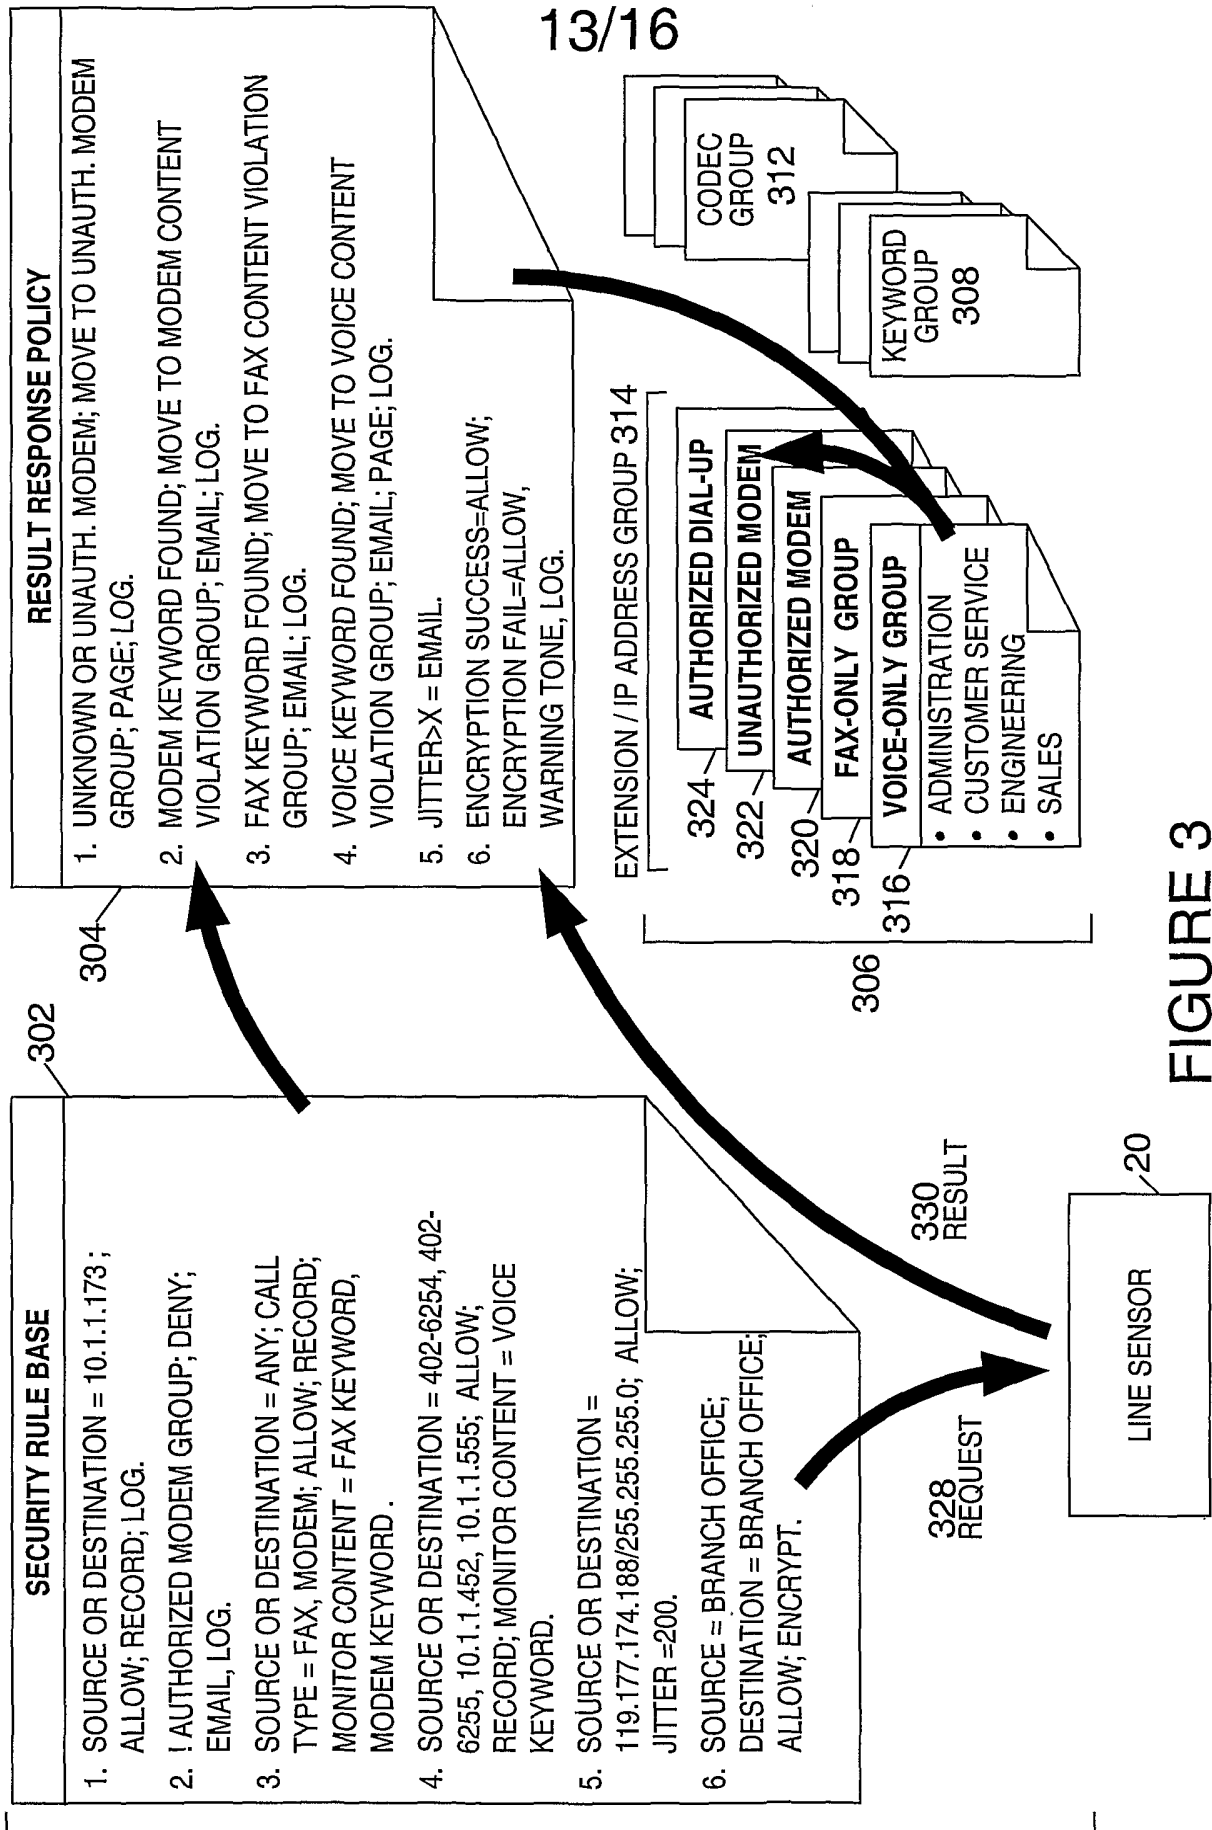 13/16
302
SECURITY RULE BASE
1. SOURCE OR DESTINATION = 10.1.1.173 ;
ALLOW; RECORD; LOG.
2. ! AUTHORIZED MODEM GROUP; DENY;
EMAIL, LOG.
3. SOURCE OR DESTINATION = ANY; CALL
TYPE = FAX, MODEM; ALLOW; RECORD;
MONITOR CONTENT = FAX KEYWORD,
MODEM KEYWORD.
4. SOURCE OR DESTINATION = 402-6254, 402-
6255, 10.1.1.452, 10.1.1.555; ALLOW;
RECORD; MONITOR CONTENT = VOICE
KEYWORD.
5. SOURCE OR DESTINATION =
119.177.174.188/255.255.255.0; ALLOW;
JITTER =200.
6. SOURCE = BRANCH OFFICE;
DESTINATION = BRANCH OFFICE;
ALLOW; ENCRYPT.
304
RESULT RESPONSE POLICY
1. UNKNOWN OR UNAUTH. MODEM; MOVE TO UNAUTH. MODEM
GROUP; PAGE; LOG.
2. MODEM KEYWORD FOUND; MOVE TO MODEM CONTENT
VIOLATION GROUP; EMAIL; LOG.
3. FAX KEYWORD FOUND; MOVE TO FAX CONTENT VIOLATION
GROUP; EMAIL; LOG.
4. VOICE KEYWORD FOUND; MOVE TO VOICE CONTENT
VIOLATION GROUP; EMAIL; PAGE; LOG.
5. JITTER>X = EMAIL.
6. ENCRYPTION SUCCESS=ALLOW;
ENCRYPTION FAIL=ALLOW,
WARNING TONE, LOG.
328
REQUEST
330
RESULT
LINE SENSOR
20
306
EXTENSION / IP ADDRESS GROUP 314
324
AUTHORIZED DIAL-UP
322
UNAUTHORIZED MODEM
320
AUTHORIZED MODEM
318
FAX-ONLY GROUP
316
VOICE-ONLY GROUP
• ADMINISTRATION
• CUSTOMER SERVICE
• ENGINEERING
• SALES
CODEC
GROUP
312
KEYWORD
GROUP
308
FIGURE 3